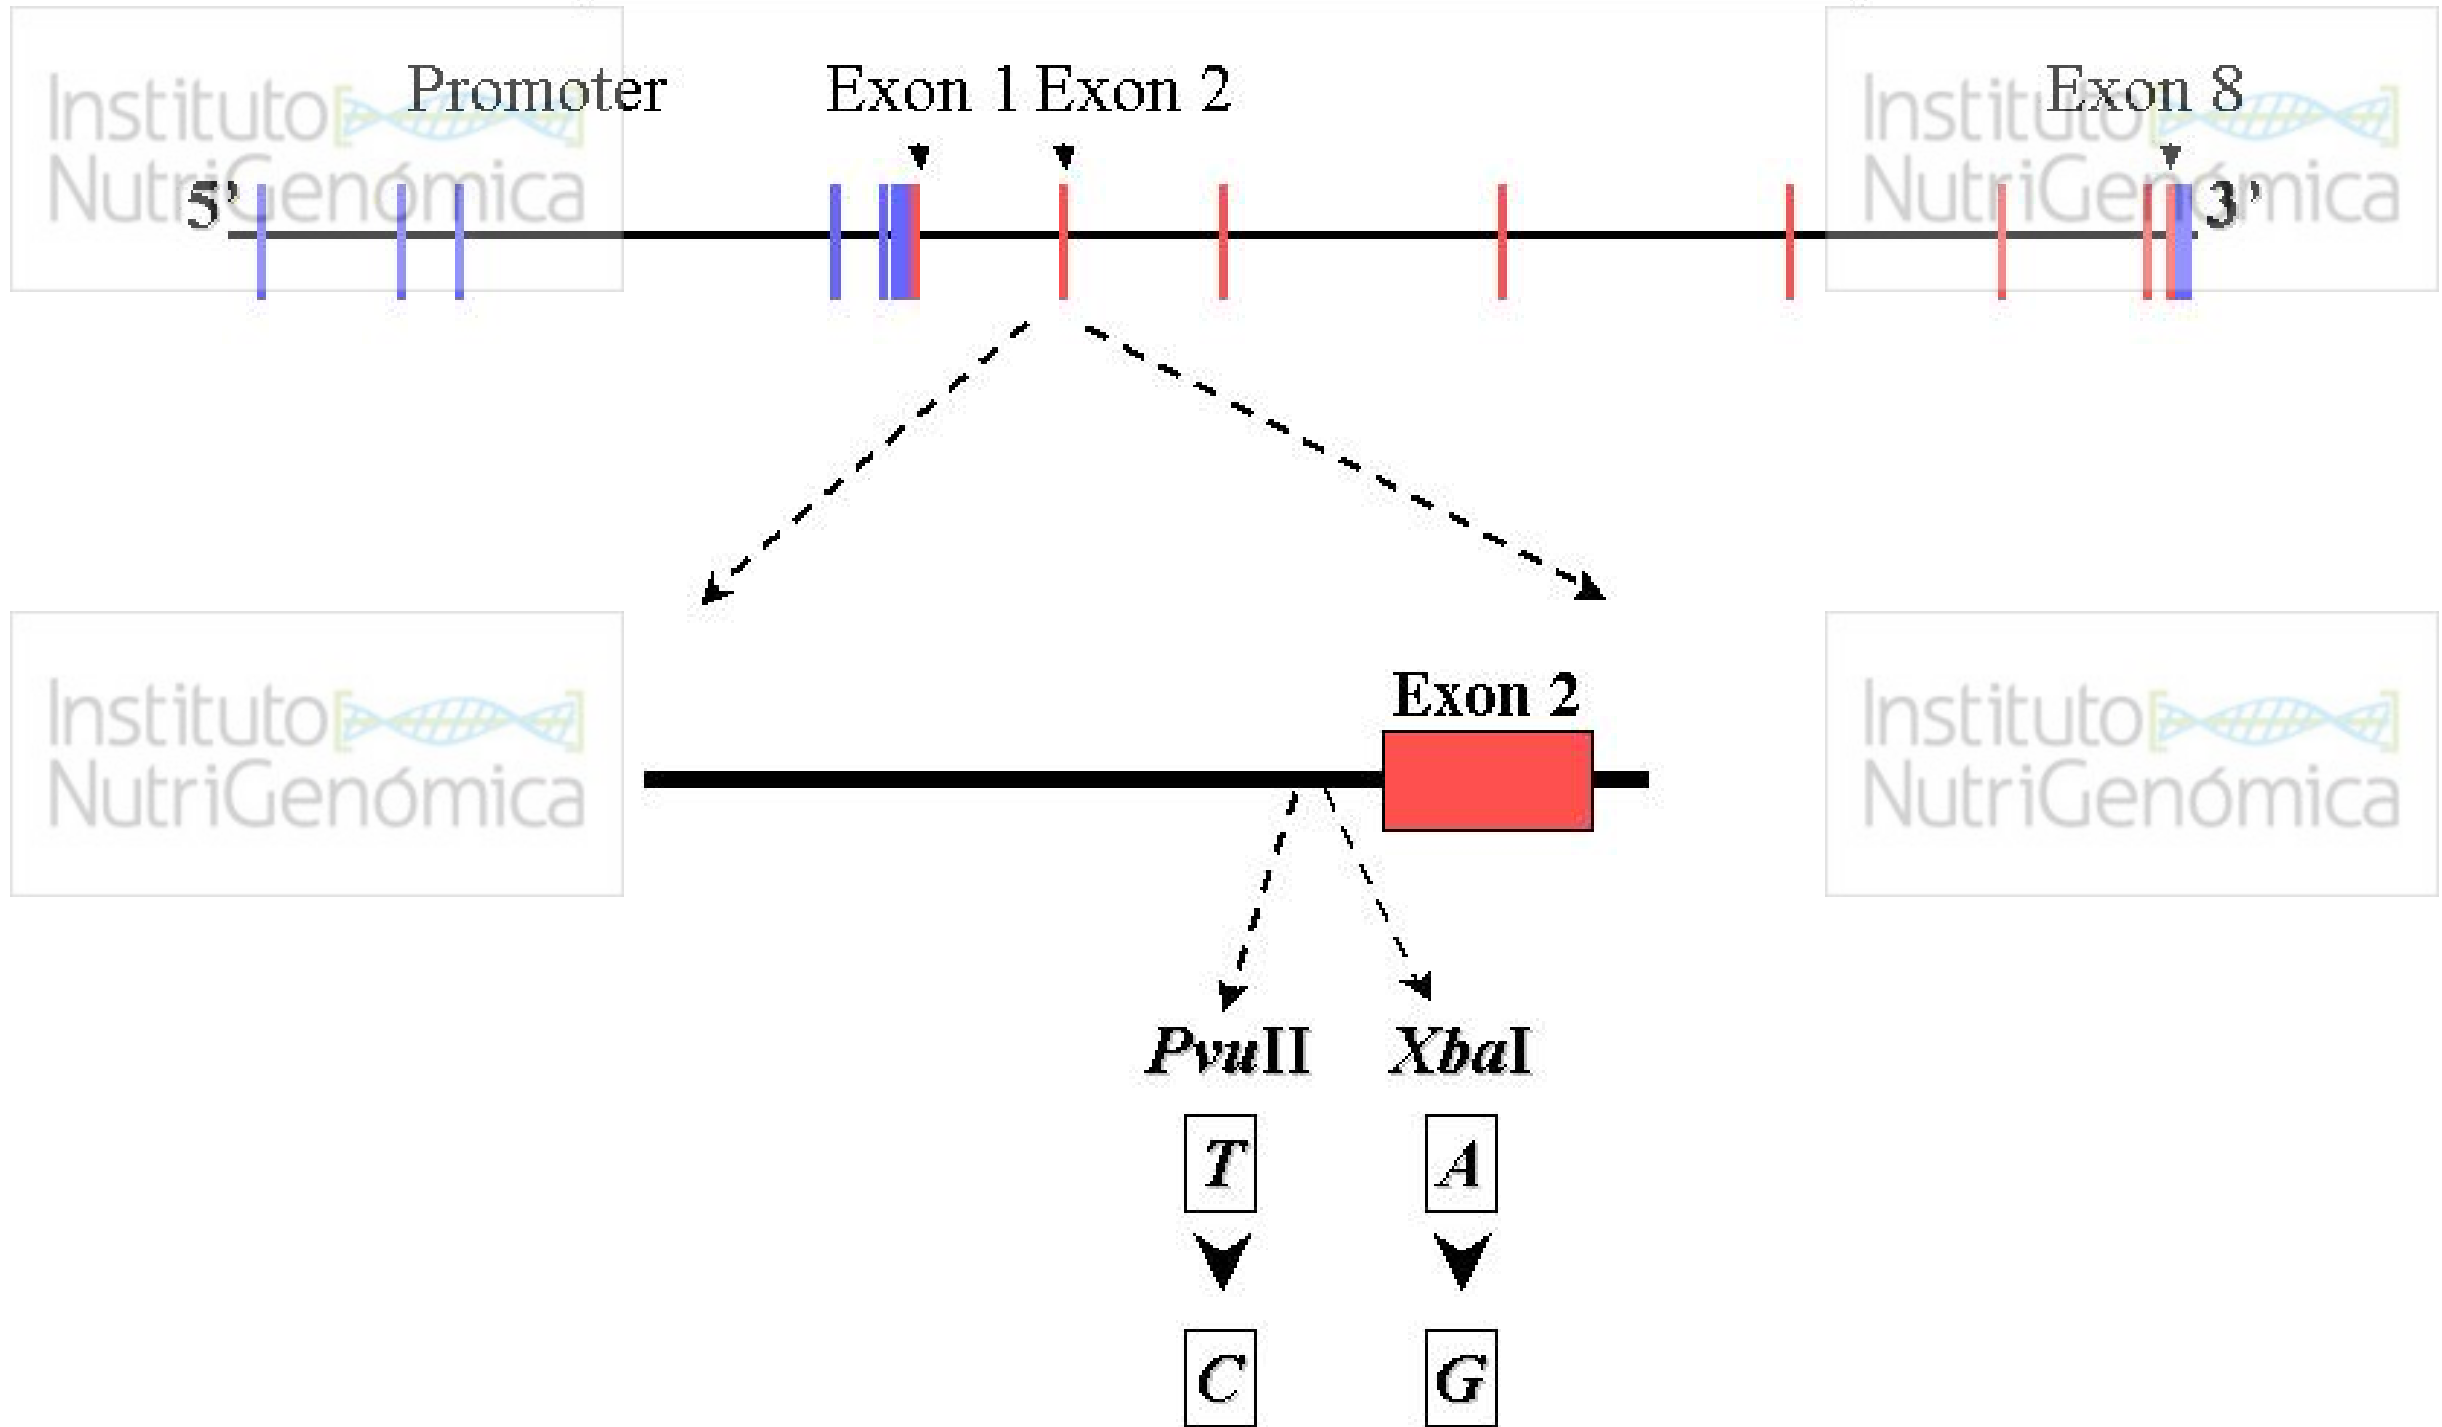 Instituto
NutriGenómica
Instituto
NutriGenómica
Promoter Exon 1 Exon 2 Exon 8
5’ 3’
Instituto
NutriGenómica
Instituto
NutriGenómica
Exon 2
PvuII XbaI
T A
C G